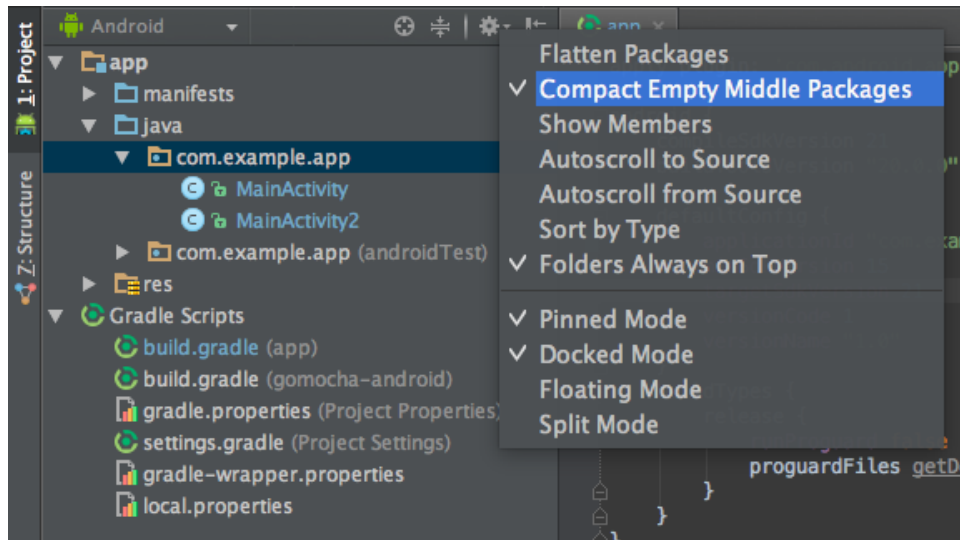 1: Project
Z: Structure
Android
app
manifests
java
com.example.app
MainActivity
MainActivity2
com.example.app (androidTest)
res
Gradle Scripts
build.gradle (app)
build.gradle (gomocha-android)
gradle.properties (Project Properties)
settings.gradle (Project Settings)
gradle-wrapper.properties
local.properties
app
Flatten Packages
Compact Empty Middle Packages
Show Members
Autoscroll to Source
Autoscroll from Source
Sort by Type
Folders Always on Top
Pinned Mode
Docked Mode
Floating Mode
Split Mode
proguardFiles getD
}
}
}